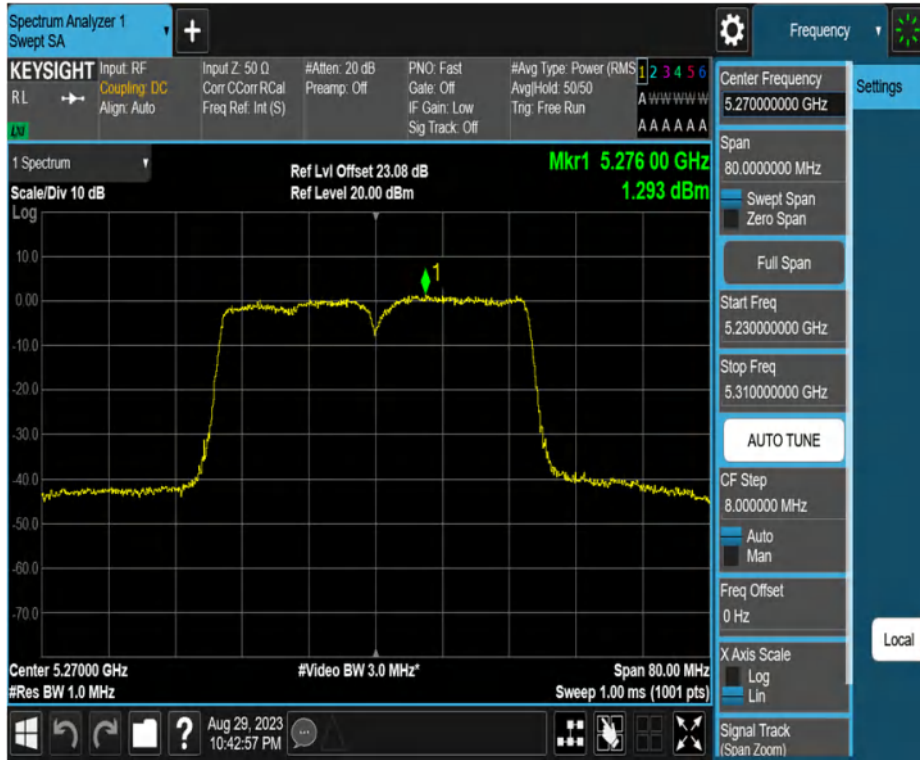 Spectrum Analyzer 1
Swept SA
+
Frequency
KEYSIGHT
RL
LXI
Input: RF
Coupling: DC
Align: Auto
Input Z: 50 Ω
Corr CCorr RCal
Freq Ref: Int (S)
#Atten: 20 dB
Preamp: Off
PNO: Fast
Gate: Off
IF Gain: Low
Sig Track: Off
#Avg Type: Power (RMS
Avg|Hold: 50/50
Trig: Free Run
1 2 3 4 5 6
A W W W W W
A A A A A A
1 Spectrum
Scale/Div 10 dB
Ref Lvl Offset 23.08 dB
Ref Level 20.00 dBm
Mkr1 5.276 00 GHz
1.293 dBm
Log
10.0
0.00
-10.0
-20.0
-30.0
-40.0
-50.0
-60.0
-70.0
1
Center 5.27000 GHz
#Res BW 1.0 MHz
#Video BW 3.0 MHz*
Span 80.00 MHz
Sweep 1.00 ms (1001 pts)
?
Aug 29, 2023
10:42:57 PM
Center Frequency
5.270000000 GHz
Span
80.0000000 MHz
Swept Span
Zero Span
Full Span
Start Freq
5.230000000 GHz
Stop Freq
5.310000000 GHz
AUTO TUNE
CF Step
8.000000 MHz
Auto
Man
Freq Offset
0 Hz
X Axis Scale
Log
Lin
Signal Track
(Span Zoom)
Settings
Local